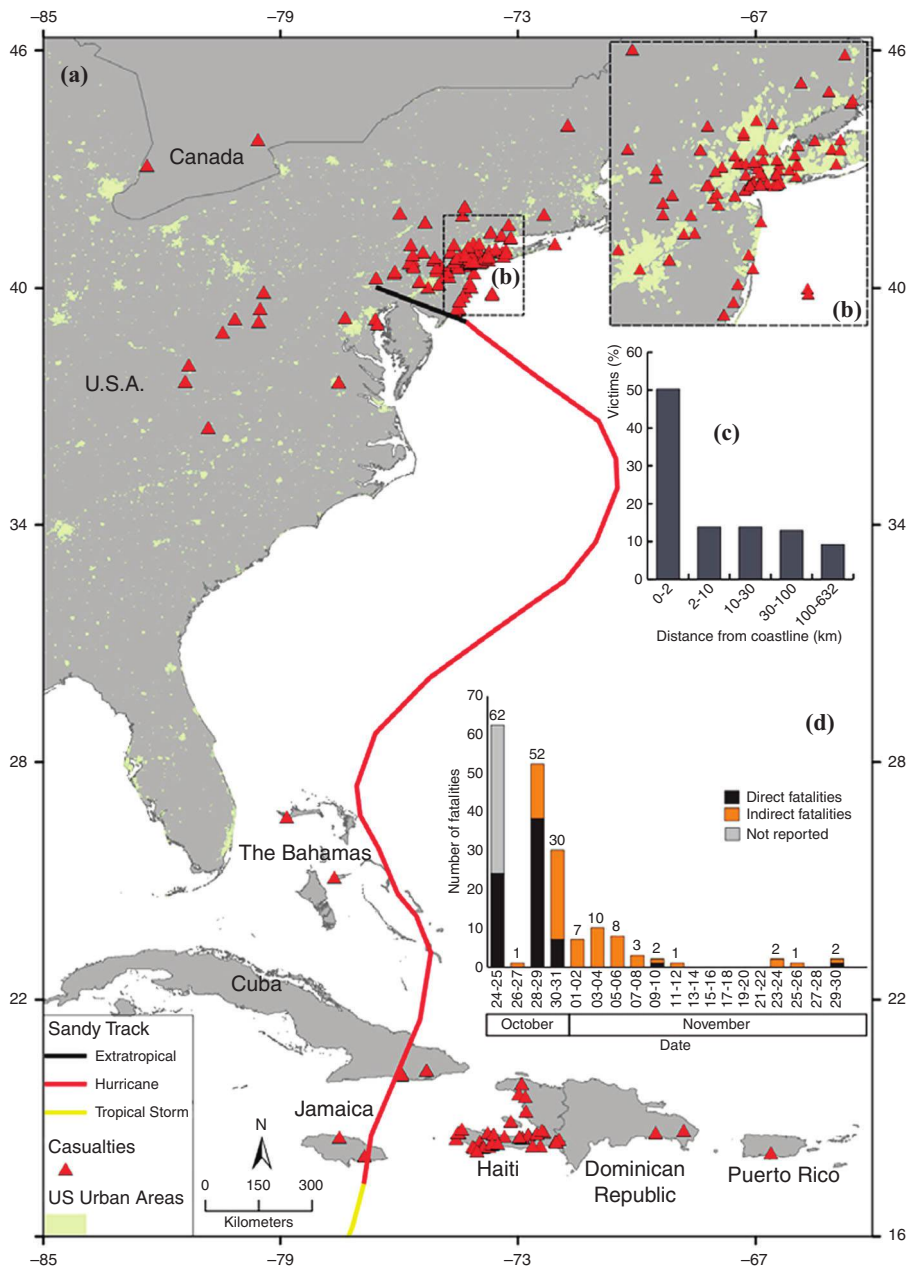 −85
−79
−73
−67
46
46
(a)
Canada
(b)
(b)
40
40
U.S.A.
60
50
40
30
20
10
0
Victims (%)
(c)
0-2
2-10
10-30
30-100
100-632
Distance from coastline (km)
34
34
28
28
70
60
50
40
30
20
10
0
Number of fatalities
(d)
62
52
30
1
7
10
8
3
2
1
2
1
2
Direct fatalities
Indirect fatalities
Not reported
24-25
26-27
28-29
30-31
01-02
03-04
05-06
07-08
09-10
11-12
13-14
15-16
17-18
19-20
21-22
23-24
25-26
27-28
29-30
October
November
Date
The Bahamas
Cuba
22
22
Sandy Track
Extratropical
Hurricane
Tropical Storm
Casualties
US Urban Areas
Jamaica
N
0
150
300
Kilometers
Haiti
Dominican
Republic
Puerto Rico
16
−85
−79
−73
−67